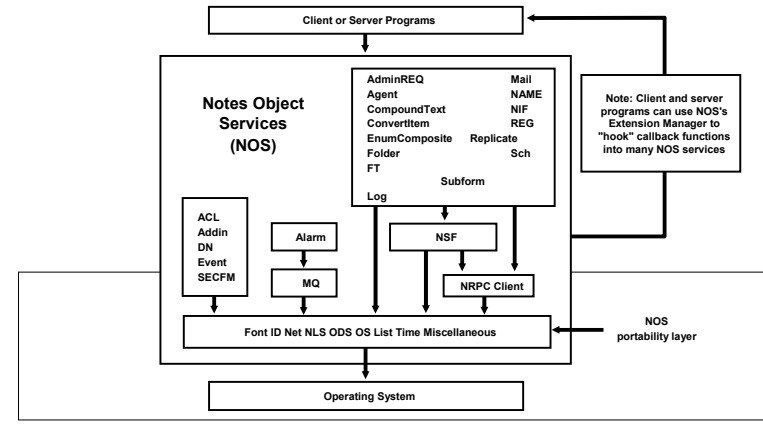 Client or Server Programs
Notes Object
Services
(NOS)
AdminREQ Mail
Agent NAME
CompoundText NIF
ConvertItem REG
EnumComposite Replicate
Folder Sch
FT
Subform
Log
Note: Client and server
programs can use NOS's
Extension Manager to
"hook" callback functions
into many NOS services
ACL
Addin
DN
Event
SECFM
Alarm
NSF
MQ
NRPC Client
Font ID Net NLS ODS OS List Time Miscellaneous
NOS
portability layer
Operating System